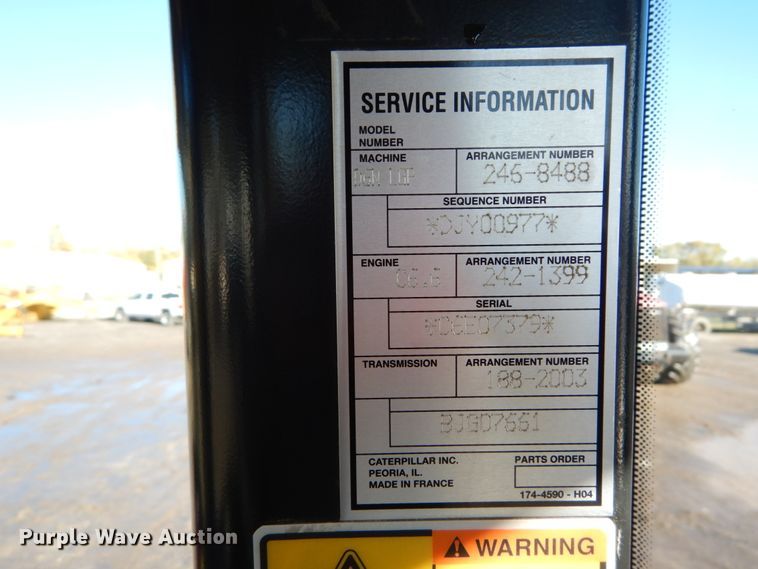 SERVICE INFORMATION
MODEL
NUMBER
MACHINE
ARRANGEMENT NUMBER
D6N LGP
246-8488
SEQUENCE NUMBER
*DJY00977*
ENGINE
ARRANGEMENT NUMBER
C6.6
242-1399
SERIAL
TRANSMISSION
ARRANGEMENT NUMBER
188-2003
BJG07661
CATERPILLAR INC.
PEORIA, IL.
MADE IN FRANCE
PARTS ORDER
174-4590 - H04
WARNING
Purple Wave Auction